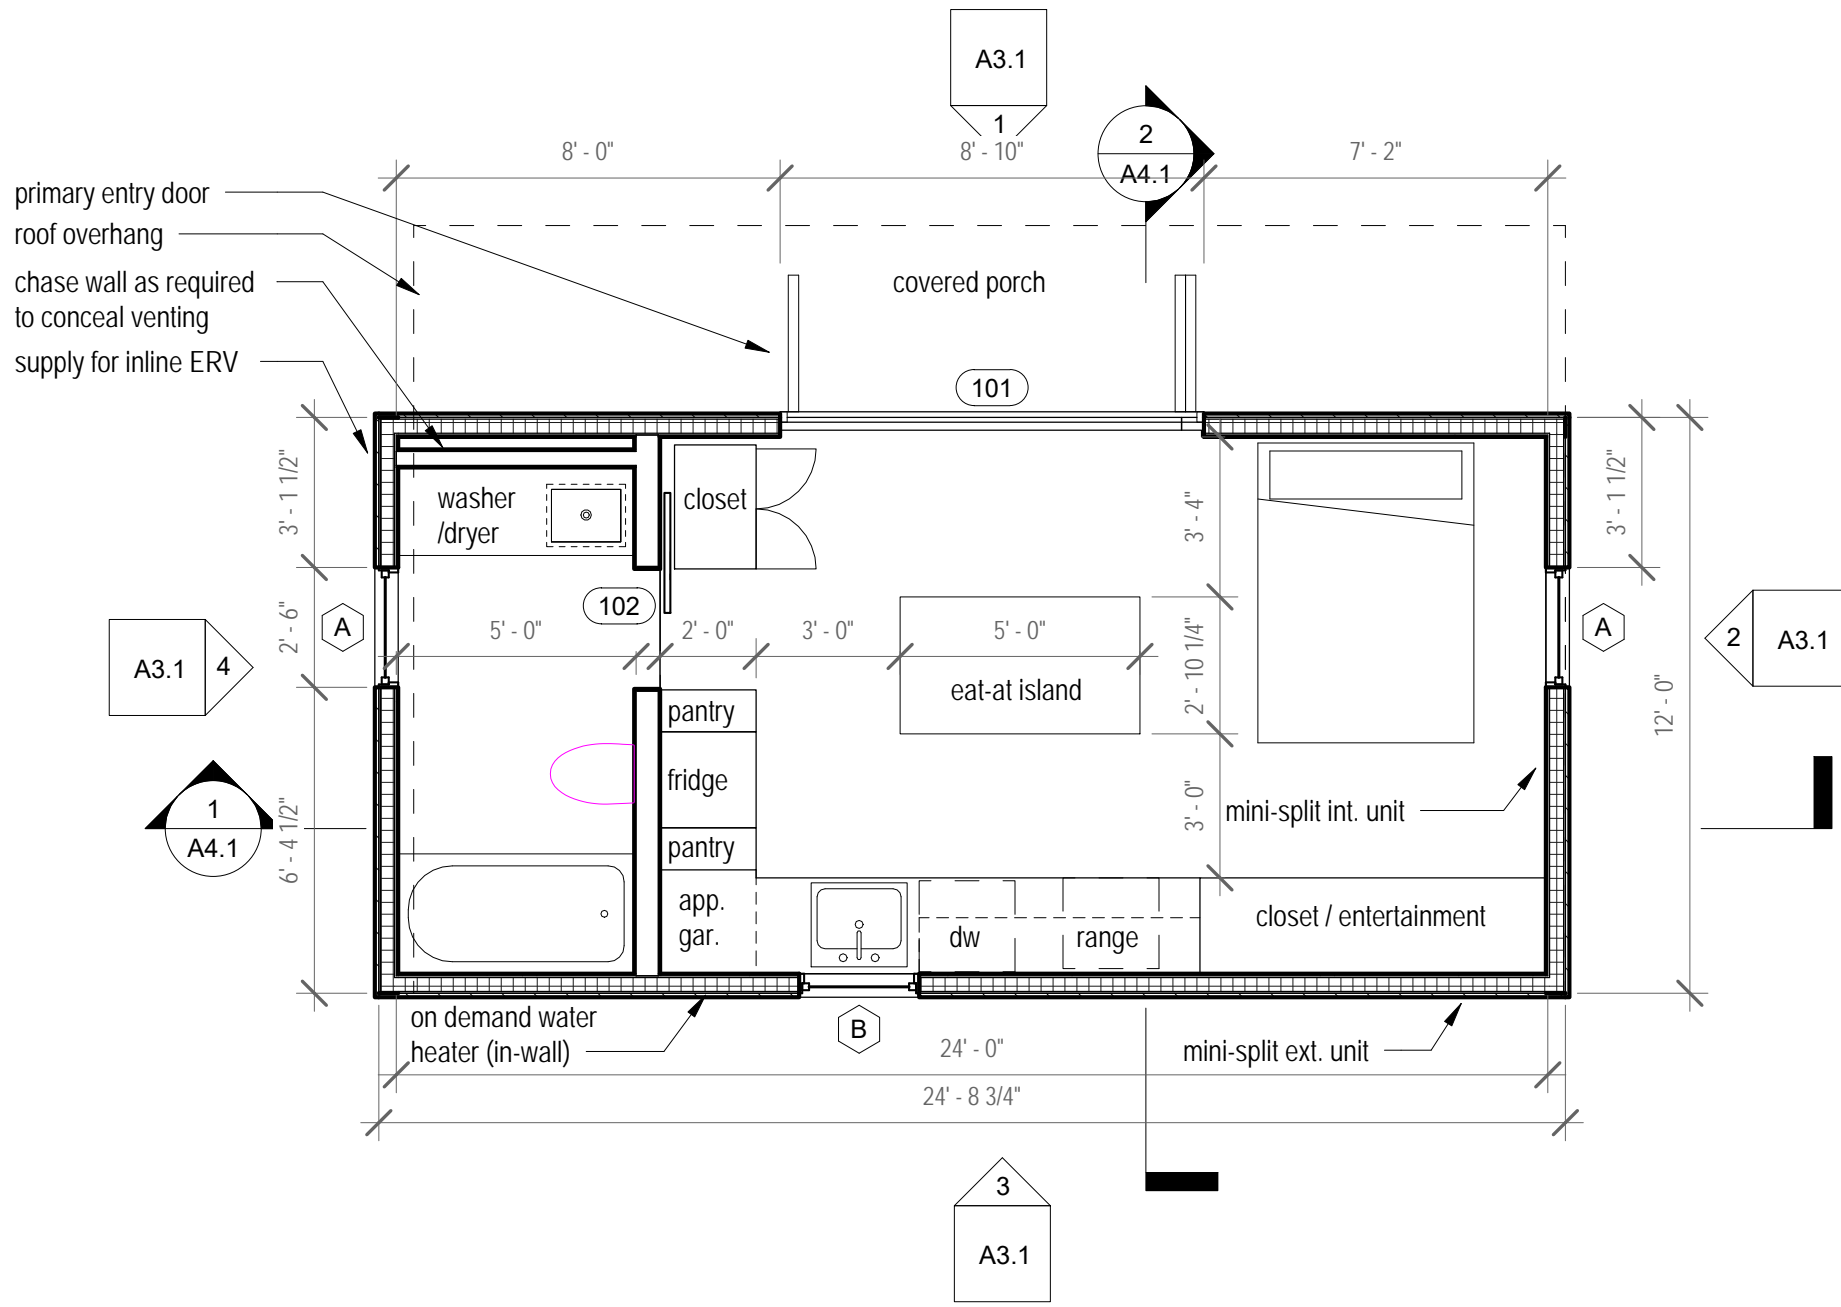 A3.1
1
2
A4.1
8' - 0"
8' - 10"
7' - 2"
primary entry door
roof overhang
chase wall as required
to conceal venting
supply for inline ERV
covered porch
101
3' - 1 1/2"
washer
/dryer
closet
3' - 4"
3' - 1 1/2"
102
2' - 6"
A
5' - 0"
2' - 0"
3' - 0"
5' - 0"
2' - 10 1/4"
A
A3.1
4
2
A3.1
eat-at island
pantry
12' - 0"
fridge
1
A4.1
6' - 4 1/2"
3' - 0"
mini-split int. unit
pantry
app.
gar.
dw
range
closet / entertainment
on demand water
heater (in-wall)
B
24' - 0"
mini-split ext. unit
24' - 8 3/4"
3
A3.1